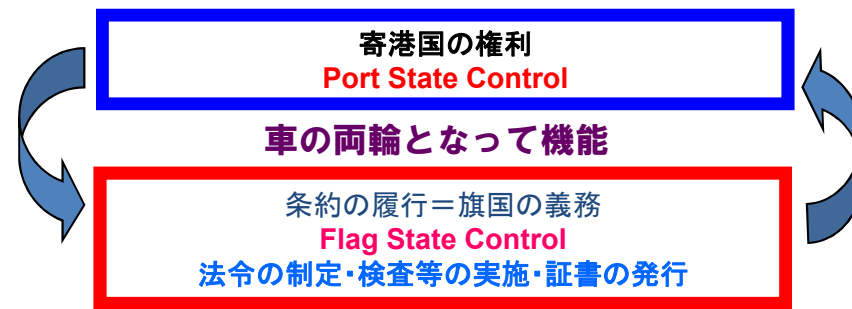 寄港国の権利
Port State Control
車の両輪となって機能
条約の履行＝旗国の義務
Flag State Control
法令の制定・検査等の実施・証書の発行